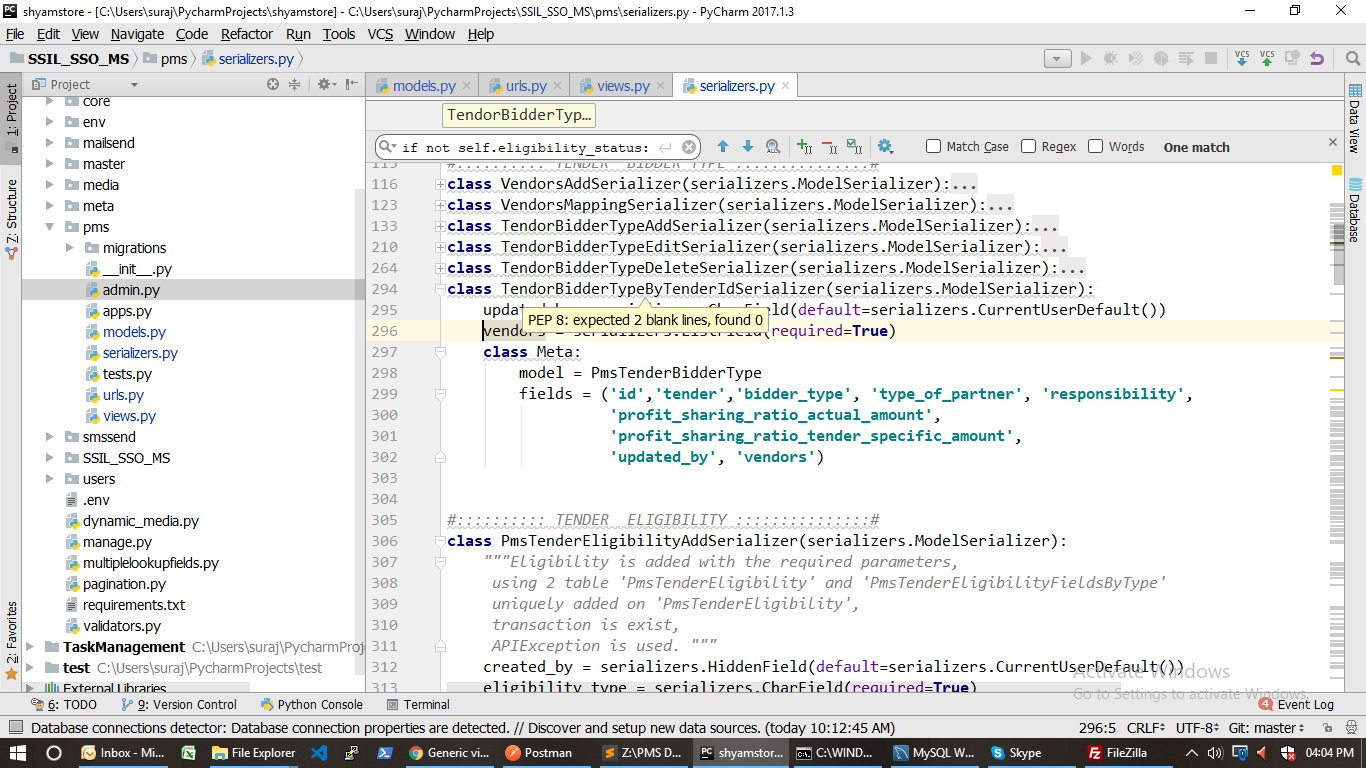 shyamstore - [C:\Users\suraj\PycharmProjects\shyamstore] - C:\Users\suraj\PycharmProjects\SSIL_SSO_MS\pms\serializers.py - PyCharm 2017.1.3
File Edit View Navigate Code Refactor Run Tools VCS Window Help
SSIL_SSO_MS pms serializers.py
Project
models.py urls.py views.py serializers.py
TendorBidderTyp...
if not self.eligibility_status:
Match Case Regex Words One match
1: Project
Z: Structure
2: Favorites
Data View
Database
core
env
mailsend
master
media
meta
pms
migrations
__init__.py
admin.py
apps.py
models.py
serializers.py
tests.py
urls.py
views.py
smssend
SSIL_SSO_MS
users
.env
dynamic_media.py
manage.py
multiplelookupfields.py
pagination.py
requirements.txt
validators.py
TaskManagement C:\Users\suraj\PycharmProj
test C:\Users\suraj\PycharmProjects\test
External Libraries
115 #:::::::::: TENDER BIDDER TYPE :::::::::::::::#
116 class VendorsAddSerializer(serializers.ModelSerializer):...
123 class VendorsMappingSerializer(serializers.ModelSerializer):...
133 class TendorBidderTypeAddSerializer(serializers.ModelSerializer):...
210 class TendorBidderTypeEditSerializer(serializers.ModelSerializer):...
264 class TendorBidderTypeDeleteSerializer(serializers.ModelSerializer):...
294 class TendorBidderTypeByTenderIdSerializer(serializers.ModelSerializer):
295 updated (default=serializers.CurrentUserDefault())
PEP 8: expected 2 blank lines, found 0
296 vendors = serializers.ListField(required=True)
297 class Meta:
298 model = PmsTenderBidderType
299 fields = ('id','tender','bidder_type', 'type_of_partner', 'responsibility',
300 'profit_sharing_ratio_actual_amount',
301 'profit_sharing_ratio_tender_specific_amount',
302 'updated_by', 'vendors')
303
304
305 #:::::::::: TENDER  ELIGIBILITY :::::::::::::::#
306 class PmsTenderEligibilityAddSerializer(serializers.ModelSerializer):
307 """Eligibility is added with the required parameters,
308 using 2 table 'PmsTenderEligibility' and 'PmsTenderEligibilityFieldsByType'
309 uniquely added on 'PmsTenderEligibility',
310 transaction is exist,
311 APIException is used. """
312 created_by = serializers.HiddenField(default=serializers.CurrentUserDefault())
313 eligibility_type = serializers.CharField(required=True)
Activate Windows
Go to Settings to activate Windows.
6: TODO 9: Version Control Python Console Terminal 4 Event Log
Database connections detector: Database connection properties are detected. // Discover and setup new data sources. (today 10:12:45 AM) 296:5 CRLF UTF-8 Git: master
Inbox - Mi... File Explorer Generic vi... Postman Z:\PMS D... shyamstor... C:\WIND... MySQL W... Skype FileZilla 04:04 PM